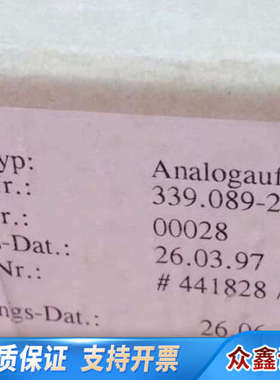 yp: Analogauf
r.: 339.089-2
r.: 00028
s-Dat.: 26.03.97
Nr.: # 441828 /
ngs-Dat.: 26.06
质保证 支持开票 众鑫